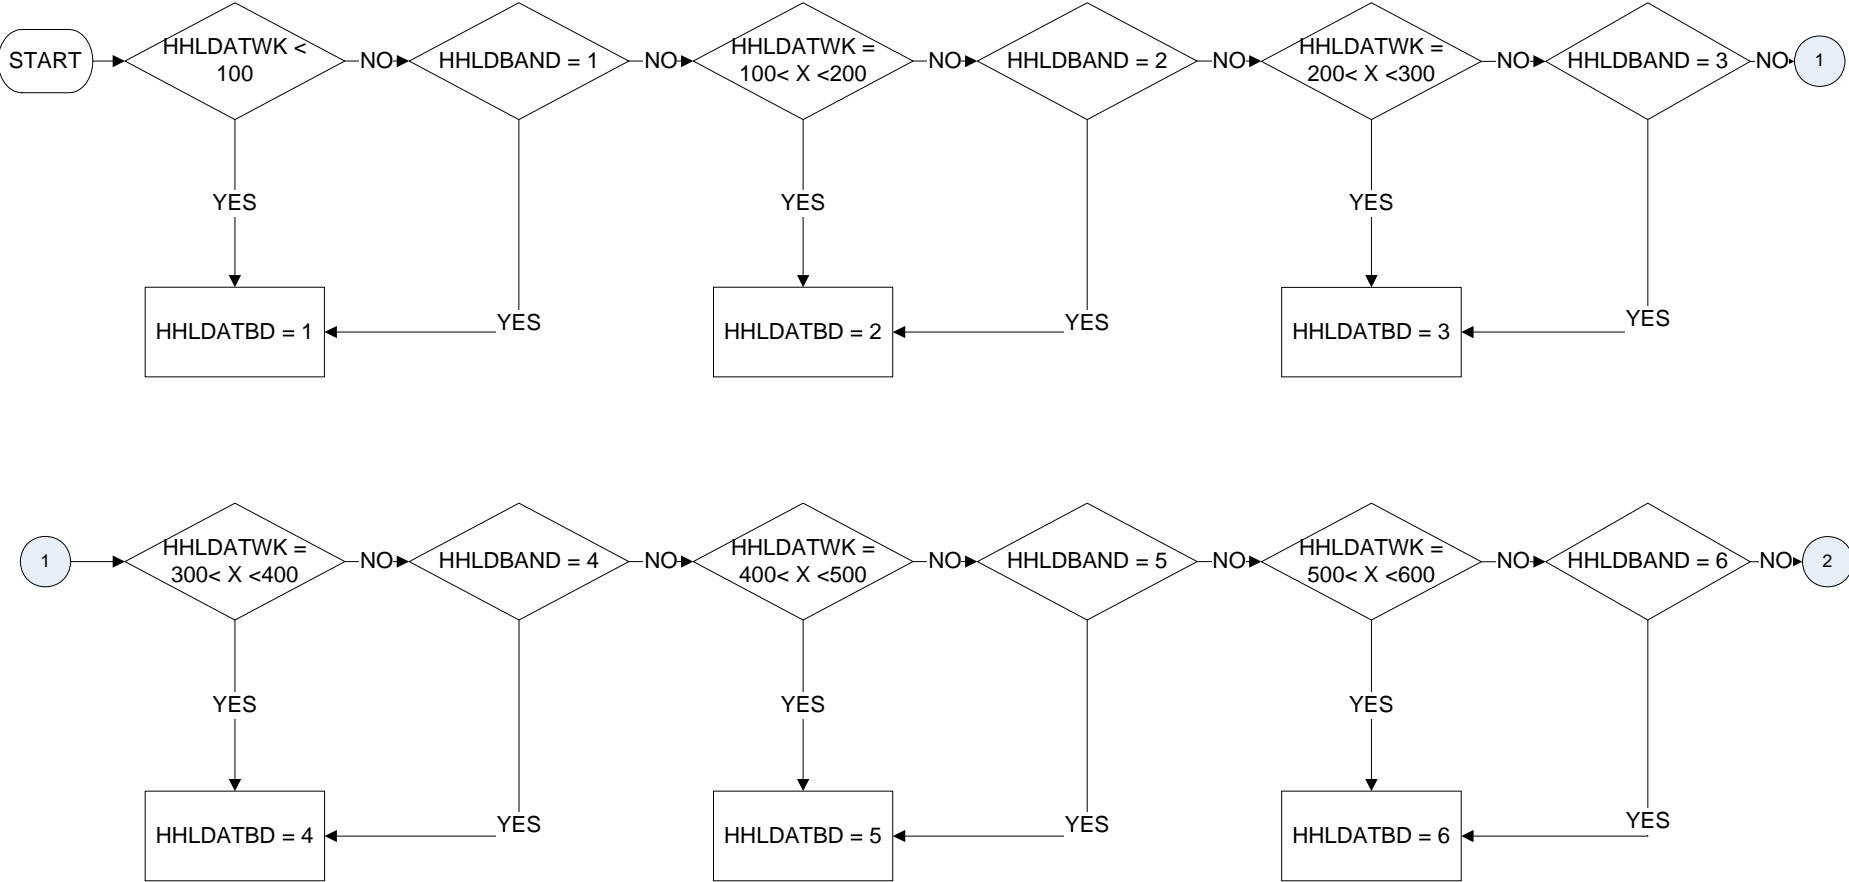 START
HHLDATWK <
100
NO
HHLDBAND = 1
NO
HHLDATWK =
100< X <200
NO
HHLDBAND = 2
NO
HHLDATWK =
200< X <300
NO
HHLDBAND = 3
NO
1
YES
YES
YES
HHLDATBD = 1
YES
HHLDATBD = 2
YES
HHLDATBD = 3
YES
1
HHLDATWK =
300< X <400
NO
HHLDBAND = 4
NO
HHLDATWK =
400< X <500
NO
HHLDBAND = 5
NO
HHLDATWK =
500< X <600
NO
HHLDBAND = 6
NO
2
YES
YES
YES
HHLDATBD = 4
YES
HHLDATBD = 5
YES
HHLDATBD = 6
YES